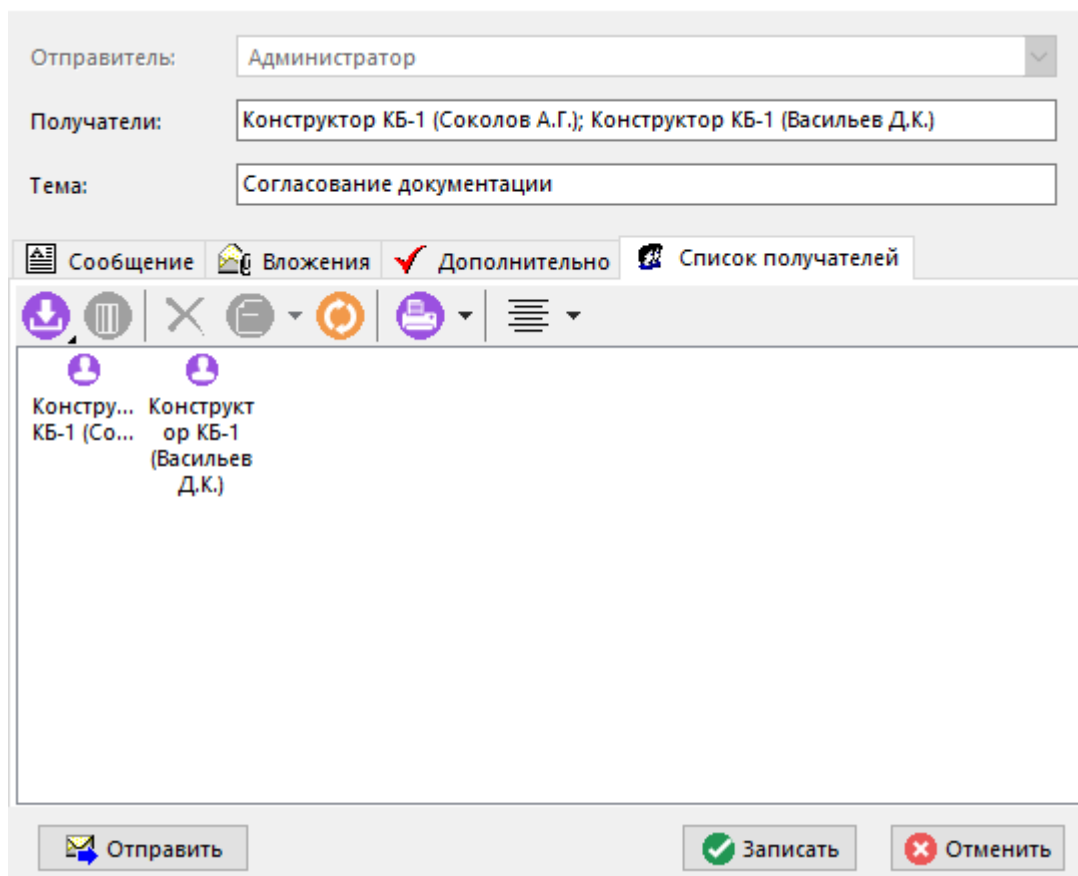 Отправитель: Администратор
Получатели: Конструктор КБ-1 (Соколов А.Г.); Конструктор КБ-1 (Васильев Д.К.)
Тема: Согласование документации
Сообщение Вложения Дополнительно Список получателей
Констру...
КБ-1 (Со...
Конструкт
ор КБ-1
(Васильев
Д.К.)
Отправить Записать Отменить